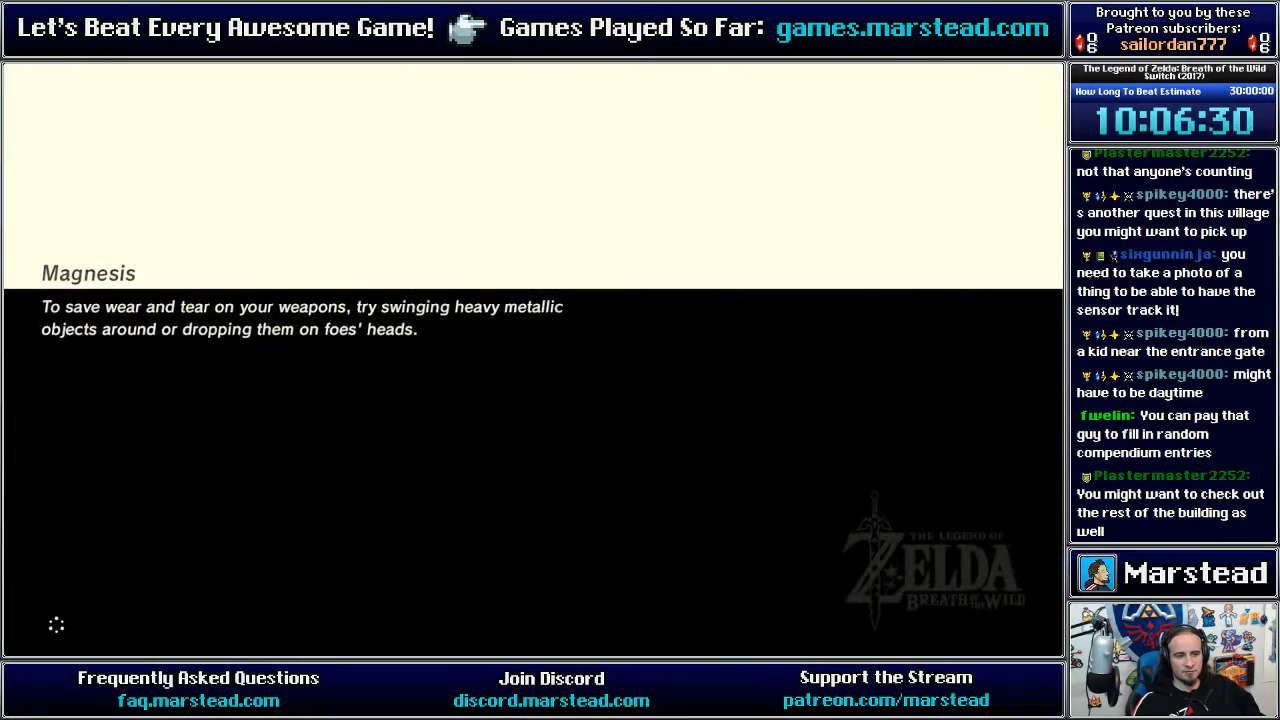 Let's Beat Every Awesome Game!
Games Played So Far: games.marstead.com
Brought to you by these
Patreon subscribers:
sailordan777
The Legend of Zelda: Breath of the Wild
Switch (2017)
How Long To Beat Estimate 30:00:00
10:06:30
Plastermaster2252:
not that anyone's counting
spikey4000: there'
s another quest in this village
you might want to pick up
sixgunninja: you
need to take a photo of a
thing to be able to have the
sensor track it!
spikey4000: from
a kid near the entrance gate
spikey4000: might
have to be daytime
fwelin: You can pay that
guy to fill in random
compendium entries
Plastermaster2252:
You might want to check out
the rest of the building as
well
Magnesis
To save wear and tear on your weapons, try swinging heavy metallic
objects around or dropping them on foes' heads.
THE LEGEND OF
ZELDA
BREATH OF THE WILD
Marstead
Frequently Asked Questions
faq.marstead.com
Join Discord
discord.marstead.com
Support the Stream
patreon.com/marstead